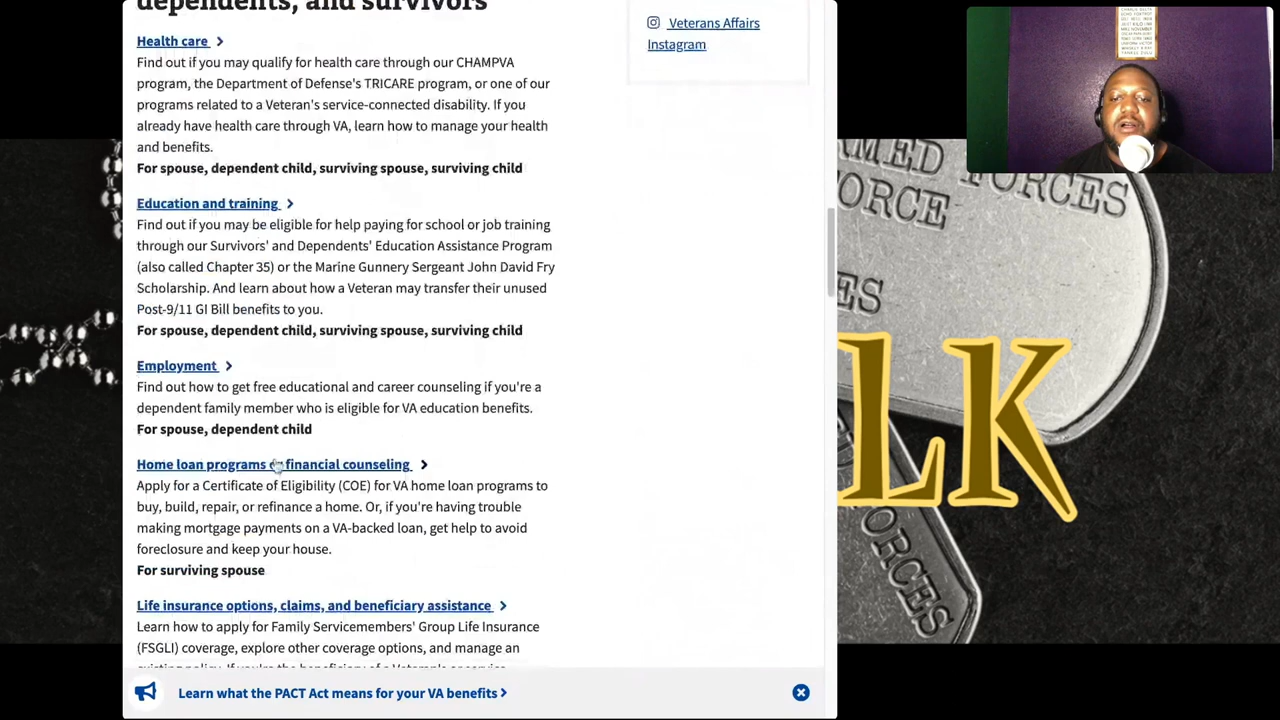 dependents, and survivors
Health care
Find out if you may qualify for health care through our CHAMPVA
program, the Department of Defense's TRICARE program, or one of our
programs related to a Veteran's service-connected disability. If you
already have health care through VA, learn how to manage your health
and benefits.
For spouse, dependent child, surviving spouse, surviving child
Education and training
Find out if you may be eligible for help paying for school or job training
through our Survivors' and Dependents' Education Assistance Program
(also called Chapter 35) or the Marine Gunnery Sergeant John David Fry
Scholarship. And learn about how a Veteran may transfer their unused
Post-9/11 GI Bill benefits to you.
For spouse, dependent child, surviving spouse, surviving child
Employment
Find out how to get free educational and career counseling if you're a
dependent family member who is eligible for VA education benefits.
For spouse, dependent child
Home loan programs financial counseling
Apply for a Certificate of Eligibility (COE) for VA home loan programs to
buy, build, repair, or refinance a home. Or, if you're having trouble
making mortgage payments on a VA-backed loan, get help to avoid
foreclosure and keep your house.
For surviving spouse
Life insurance options, claims, and beneficiary assistance
Learn how to apply for Family Servicemembers' Group Life Insurance
(FSGLI) coverage, explore other coverage options, and manage an
Learn what the PACT Act means for your VA benefits
Veterans Affairs
Instagram
FORCES
ORCE
ES
LK
FORCES